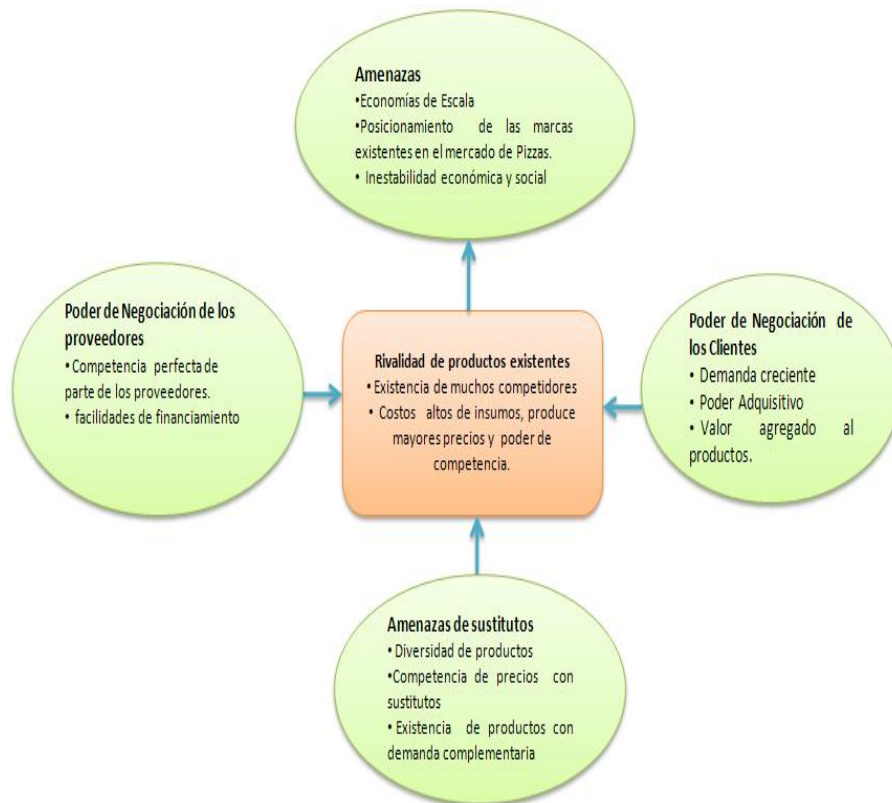 Amenazas
•Economías de Escala
•Posicionamiento de las marcas
existentes en el mercado de Pizzas.
• Inestabilidad económica y social
Poder de Negociación de los
proveedores
• Competencia perfecta de
parte de los proveedores.
• facilidades de financiamiento
Rivalidad de productos existentes
• Existencia de muchos competidores
• Costos altos de insumos, produce
mayores precios y poder de
competencia.
Poder de Negociación de
los Clientes
• Demanda creciente
• Poder Adquisitivo
• Valor agregado al
productos.
Amenazas de sustitutos
• Diversidad de productos
•Competencia de precios con
sustitutos
• Existencia de productos con
demanda complementaria